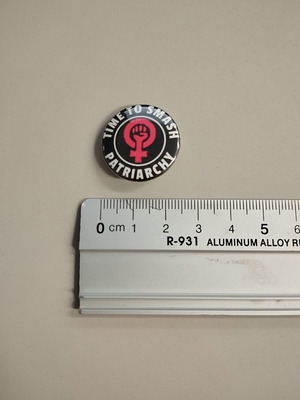 TIME TO SMASH
PATRIARCHY
0 cm 1 2 3 4 5 6
R-931 ALUMINUM ALLOY RU